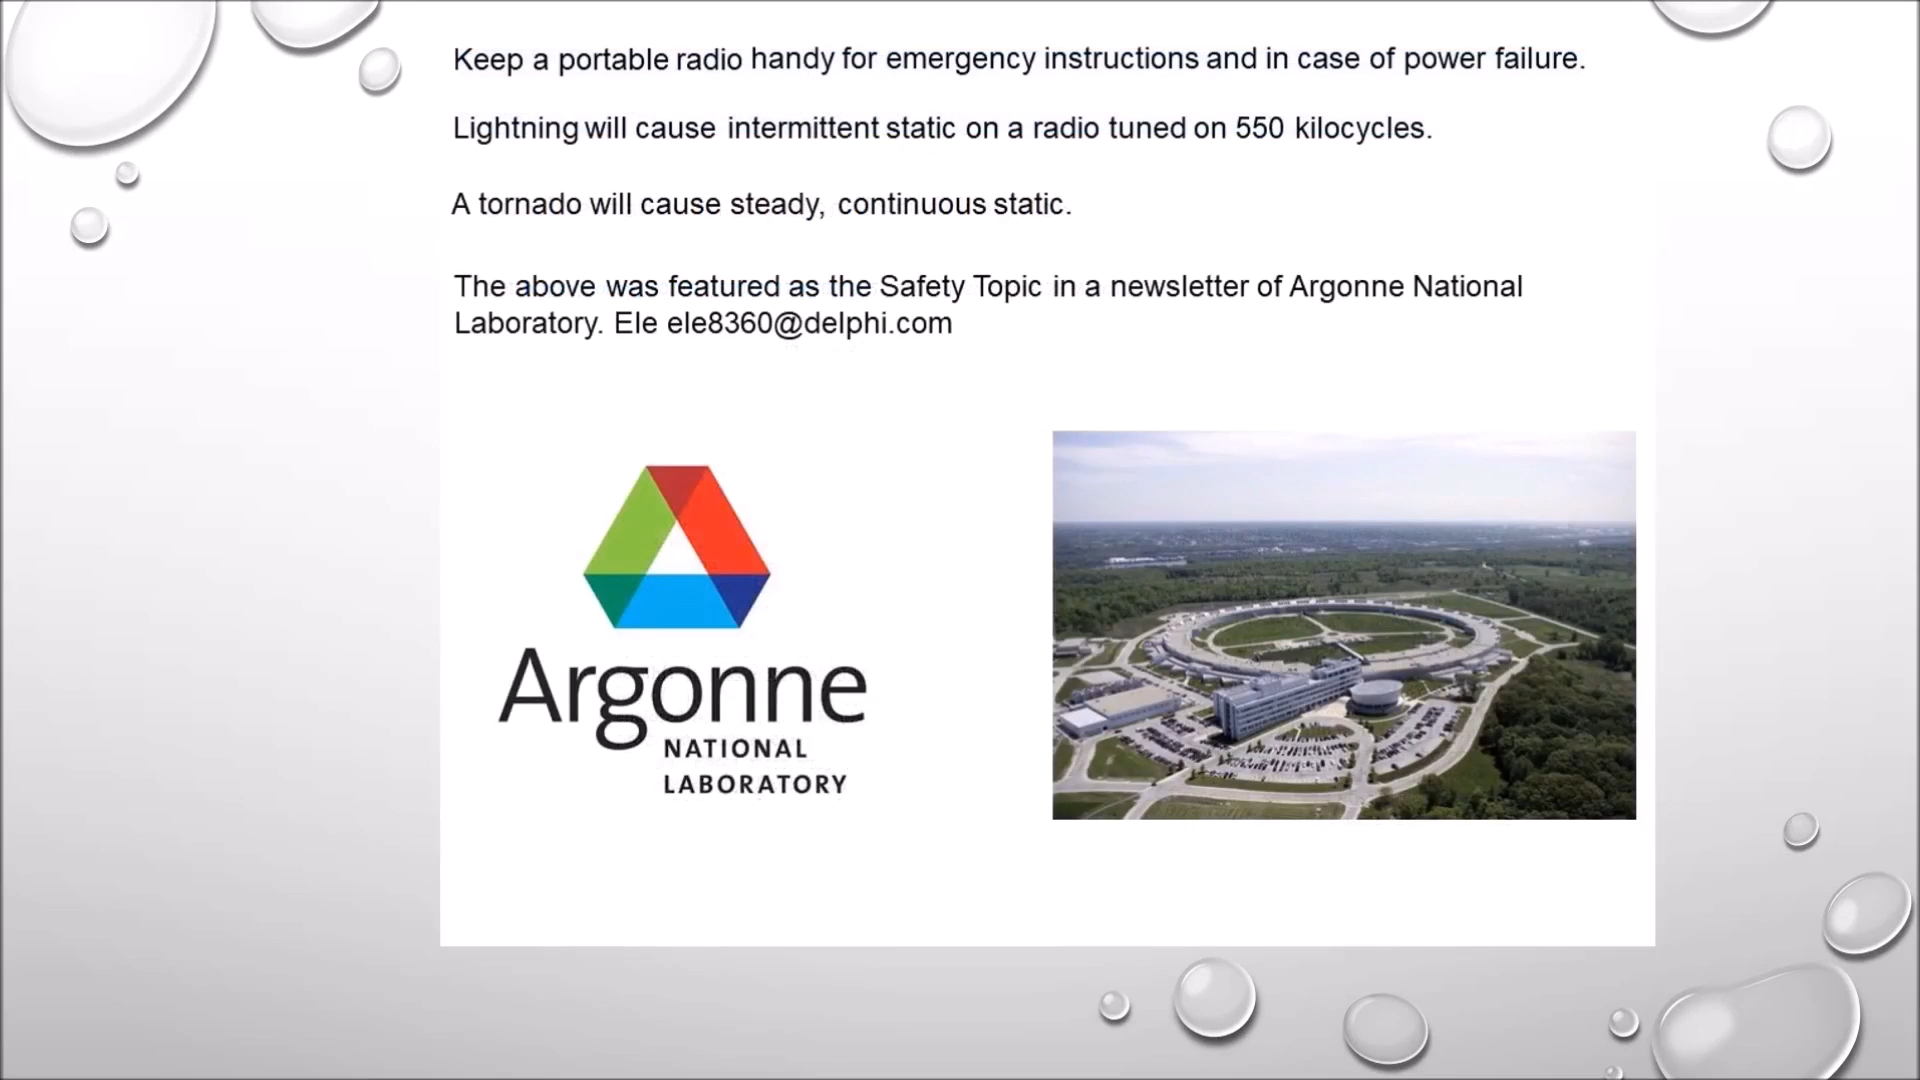 Keep a portable radio handy for emergency instructions and in case of power failure.
Lightning will cause intermittent static on a radio tuned on 550 kilocycles.
A tornado will cause steady, continuous static.
The above was featured as the Safety Topic in a newsletter of Argonne National
Laboratory. Ele ele8360@delphi.com
Argonne
NATIONAL
LABORATORY